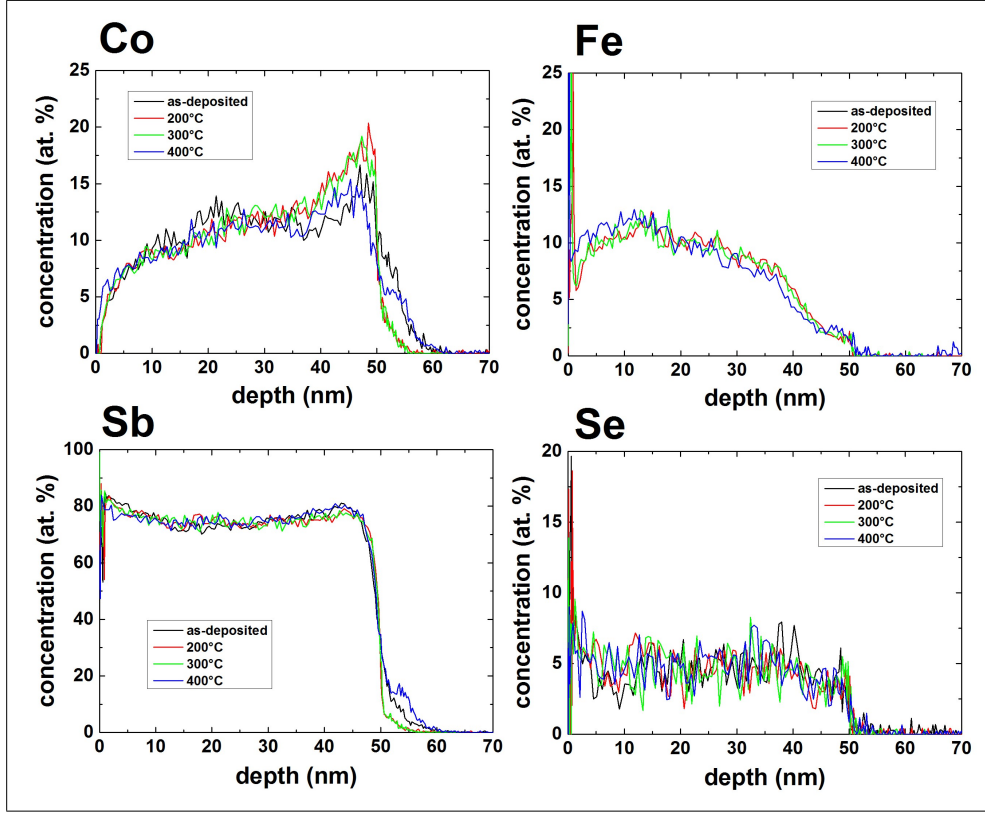 Co
25
20
15
10
5
0
concentration (at. %)
as-deposited
200°C
300°C
400°C
0 10 20 30 40 50 60 70
depth (nm)
Fe
25
20
15
10
5
0
concentration (at. %)
as-deposited
200°C
300°C
400°C
0 10 20 30 40 50 60 70
depth (nm)
Sb
100
80
60
40
20
0
concentration (at. %)
as-deposited
200°C
300°C
400°C
0 10 20 30 40 50 60 70
depth (nm)
Se
20
15
10
5
0
concentration (at. %)
as-deposited
200°C
300°C
400°C
0 10 20 30 40 50 60 70
depth (nm)